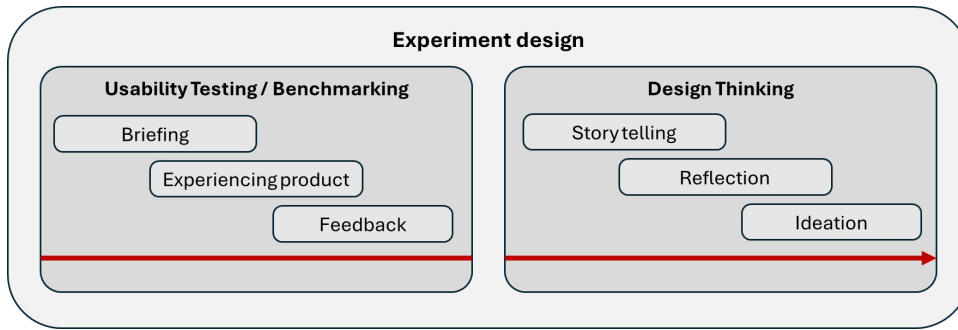 Experiment design
Usability Testing / Benchmarking
Briefing
Experiencing product
Feedback
Design Thinking
Story telling
Reflection
Ideation